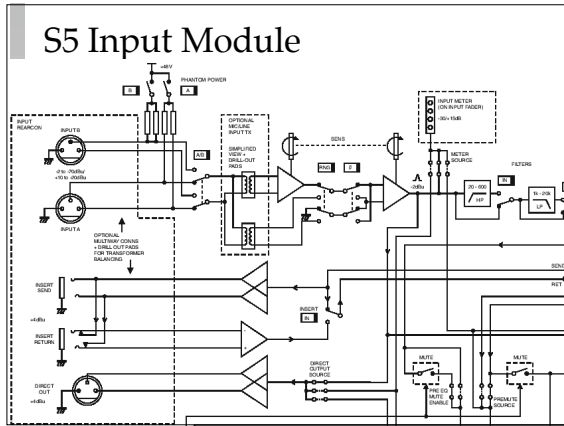 S5 Input Module
+48V
PHANTOM POWER
B
A
INPUT
REARCON
INPUT B
-2 to -70dBu
+10 to -20dBu
INPUT A
A/B
OPTIONAL
MIC/LINE
INPUT TX
SIMPLIFIED
VIEW +
DRILL-OUT
PADS
SENS
INPUT METER
(ON INPUT FADER)
-30/+15dB
METER
SOURCE
FILTERS
RNG
-2dBu
20 - 600
HP
IN
1k - 20k
LP
OPTIONAL
MULTIWAY CONNS
+ DRILL OUT PADS
FOR TRANSFORMER
BALANCING
INSERT
SEND
+4dBu
INSERT
RETURN
-
+
INSERT
IN
SEND
RET
DIRECT
OUT
+4dBu
DIRECT
OUTPUT
SOURCE
MUTE
PRE EQ
MUTE
ENABLE
MUTE
PREMUTE
SOURCE